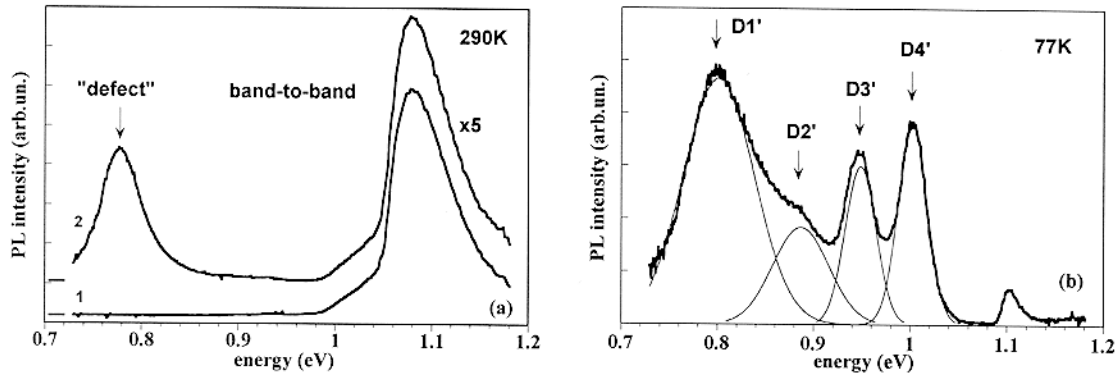 PL intensity (arb.un.)
290K
"defect"
band-to-band
x5
2
1
(a)
0.7 0.8 0.9 1 1.1 1.2
energy (eV)
PL intensity (arb.un.)
D1'
D4'
77K
D3'
D2'
(b)
0.7 0.8 0.9 1 1.1 1.2
energy (eV)